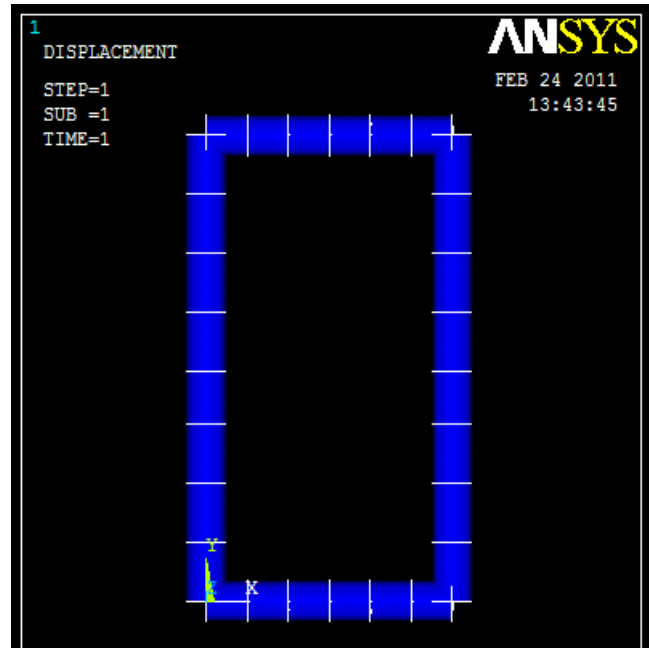 1
ANSYS
DISPLACEMENT
FEB 24 2011
STEP=1
13:43:45
SUB =1
TIME=1
Y
Z X